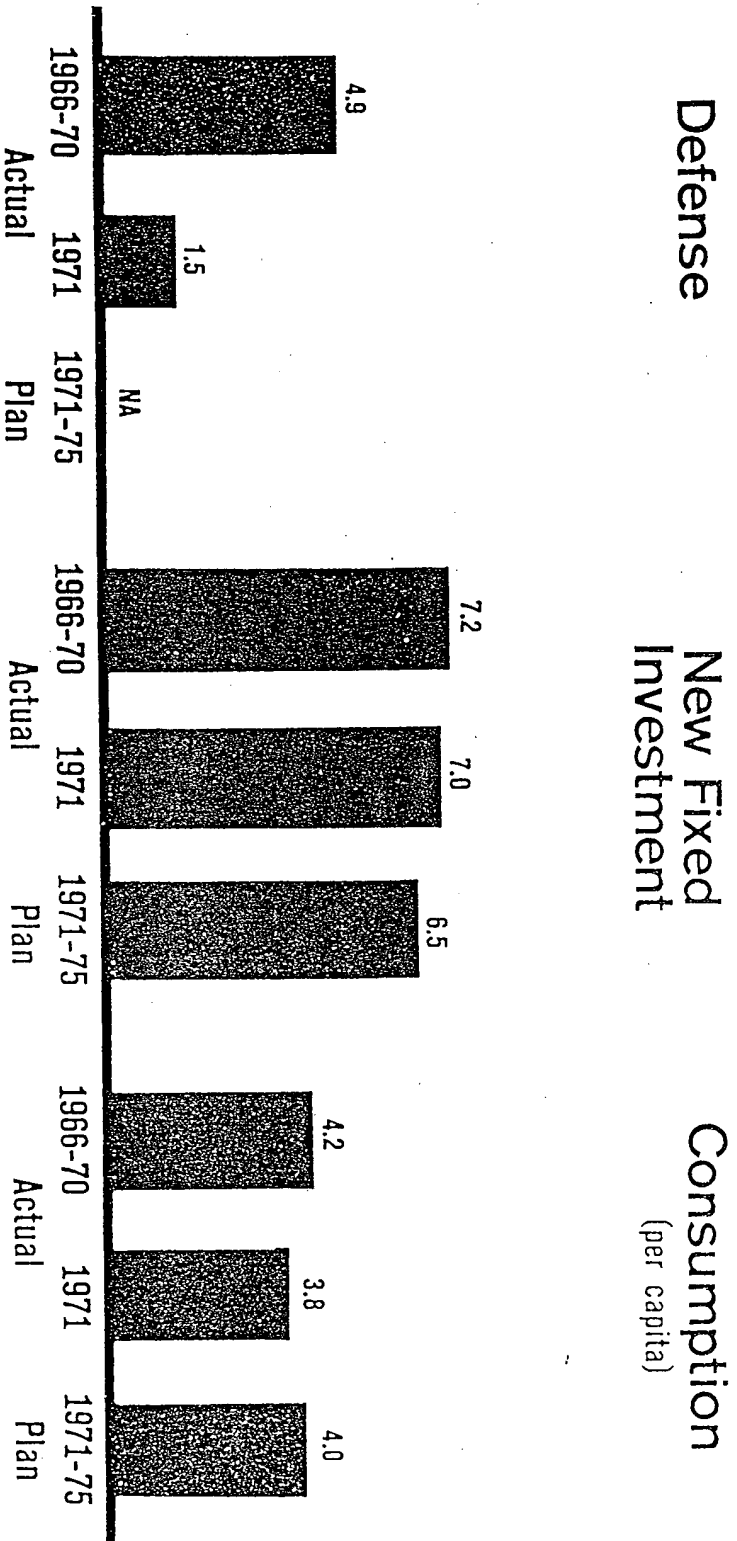 Defense
New Fixed
Investment
Consumption
(per capita)
4.9
1.5
NA
7.2
7.0
6.5
4.2
3.8
4.0
1966-70 1971 1971-75 1966-70 1971 1971-75 1966-70 1971 1971-75
Actual Plan Actual Plan Actual Plan